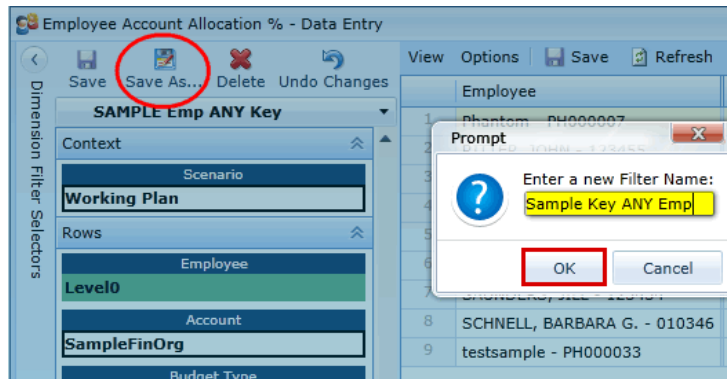 Employee Account Allocation % - Data Entry
Save Save As... Delete Undo Changes
View Options Save Refresh
Dimension Filter Selectors
SAMPLE Emp ANY Key
Context
Scenario
Working Plan
Rows
Employee
Level0
Account
SampleFinOrg
Budget Type
Employee
1 Phantom - PH000007
2
3
4
5
6
7
8 SCHNELL, BARBARA G. - 010346
9 testsample - PH000033
Prompt
Enter a new Filter Name:
Sample Key ANY Emp
OK Cancel